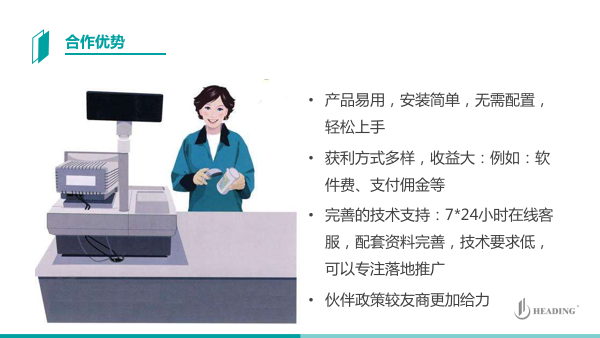 合作优势
• 产品易用，安装简单，无需配置，
轻松上手
• 获利方式多样，收益大：例如：软
件费、支付佣金等
• 完善的技术支持：7*24小时在线客
服，配套资料完善，技术要求低，
可以专注落地推广
• 伙伴政策较友商更加给力
HEADING